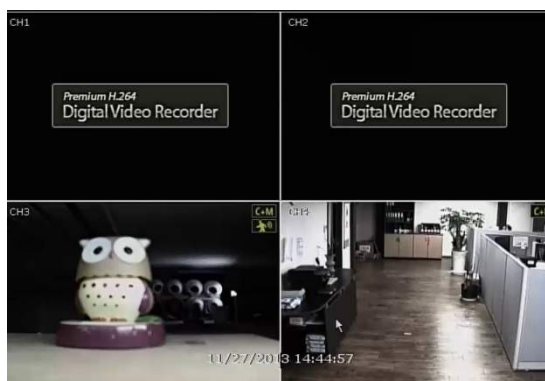 CH1
Premium H.264
Digital Video Recorder
CH2
Premium H.264
Digital Video Recorder
CH3
C+M
CH4
11/27/2013 14:44:57